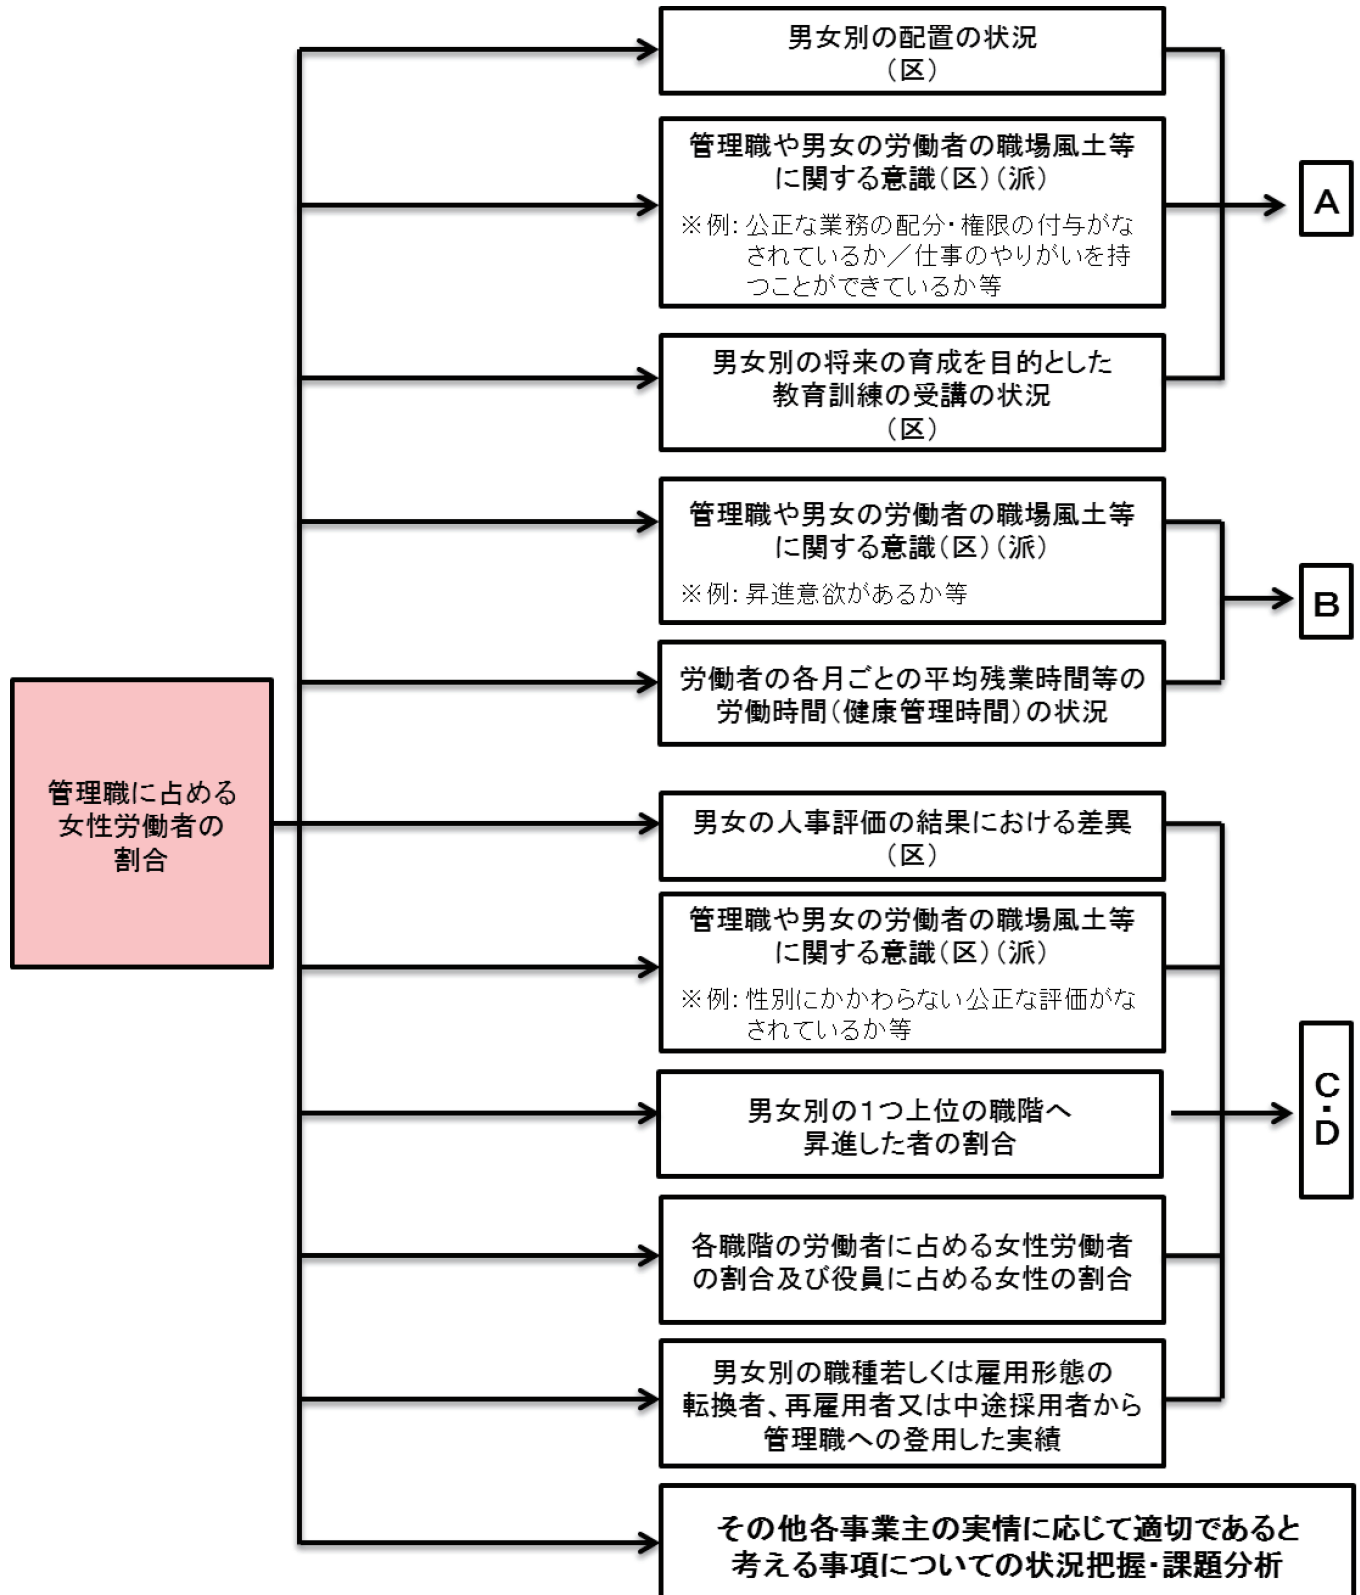 男女別の配置の状況
（区）
管理職や男女の労働者の職場風土等
に関する意識（区）（派）
※例：公正な業務の配分・権限の付与がな
されているか／仕事のやりがいを持
つことができているか等
A
男女別の将来の育成を目的とした
教育訓練の受講の状況
（区）
管理職や男女の労働者の職場風土等
に関する意識（区）（派）
※例：昇進意欲があるか等
B
労働者の各月ごとの平均残業時間等の
労働時間（健康管理時間）の状況
管理職に占める
女性労働者の
割合
男女の人事評価の結果における差異
（区）
管理職や男女の労働者の職場風土等
に関する意識（区）（派）
※例：性別にかかわらない公正な評価がな
されているか等
男女別の１つ上位の職階へ
昇進した者の割合
C・D
各職階の労働者に占める女性労働者
の割合及び役員に占める女性の割合
男女別の職種若しくは雇用形態の
転換者、再雇用者又は中途採用者から
管理職への登用した実績
その他各事業主の実情に応じて適切であると
考える事項についての状況把握・課題分析